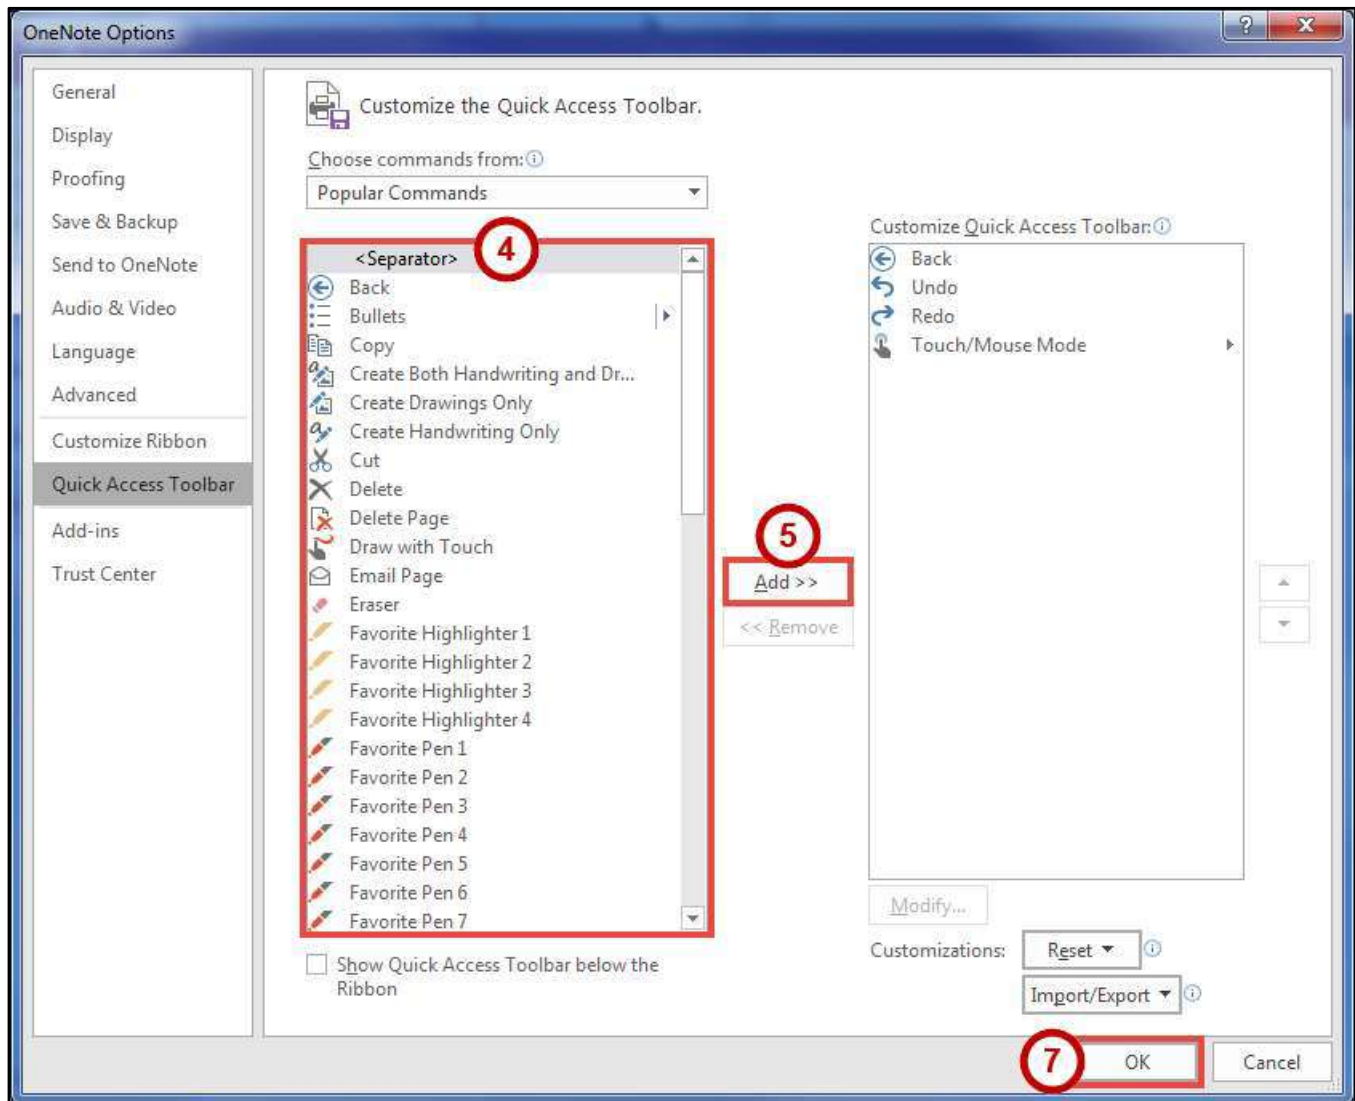 OneNote Options
?
X
General
Display
Proofing
Save & Backup
Send to OneNote
Audio & Video
Language
Advanced
Customize Ribbon
Quick Access Toolbar
Add-ins
Trust Center
Customize the Quick Access Toolbar.
Choose commands from:
Popular Commands
4
<Separator>
Back
Bullets
Copy
Create Both Handwriting and Dr...
Create Drawings Only
Create Handwriting Only
Cut
Delete
Delete Page
Draw with Touch
Email Page
Eraser
Favorite Highlighter 1
Favorite Highlighter 2
Favorite Highlighter 3
Favorite Highlighter 4
Favorite Pen 1
Favorite Pen 2
Favorite Pen 3
Favorite Pen 4
Favorite Pen 5
Favorite Pen 6
Favorite Pen 7
Show Quick Access Toolbar below the
Ribbon
5
Add >>
<< Remove
Customize Quick Access Toolbar:
Back
Undo
Redo
Touch/Mouse Mode
Modify...
Customizations:
Reset
Import/Export
7
OK
Cancel